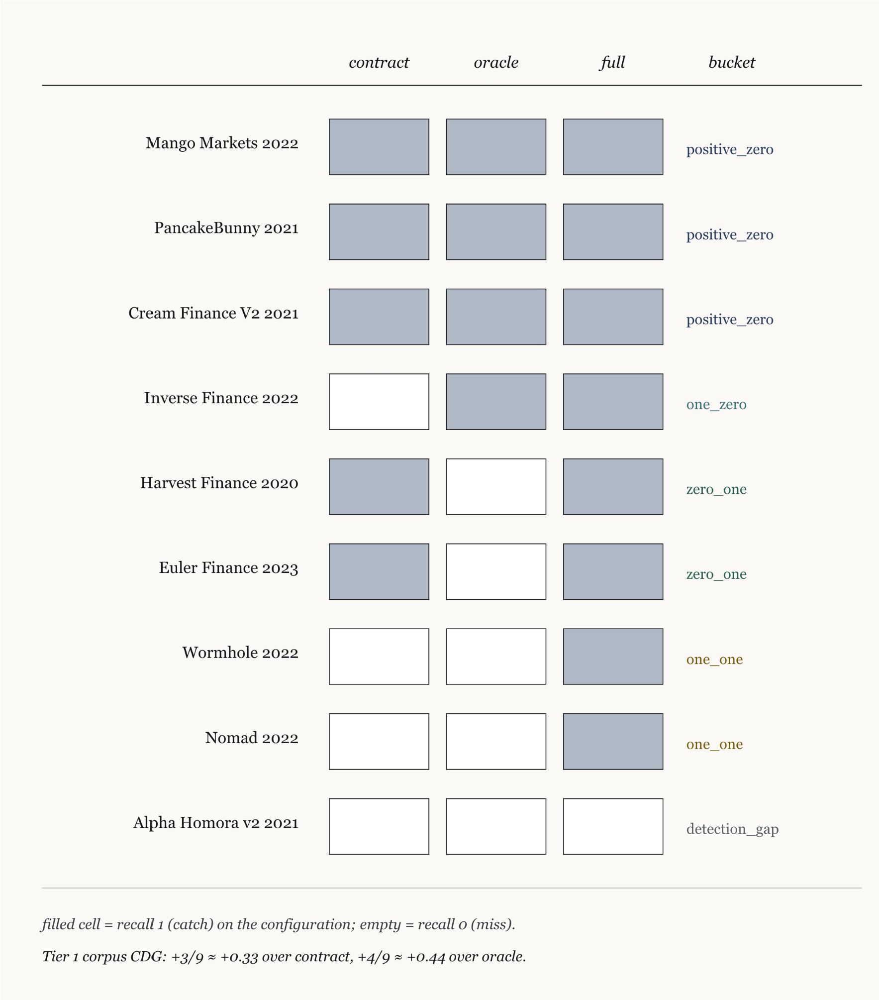 contract oracle full bucket
Mango Markets 2022 positive_zero
PancakeBunny 2021 positive_zero
Cream Finance V2 2021 positive_zero
Inverse Finance 2022 one_zero
Harvest Finance 2020 zero_one
Euler Finance 2023 zero_one
Wormhole 2022 one_one
Nomad 2022 one_one
Alpha Homora v2 2021 detection_gap
filled cell = recall 1 (catch) on the configuration; empty = recall 0 (miss).
Tier 1 corpus CDG: +3/9 ≈ +0.33 over contract, +4/9 ≈ +0.44 over oracle.